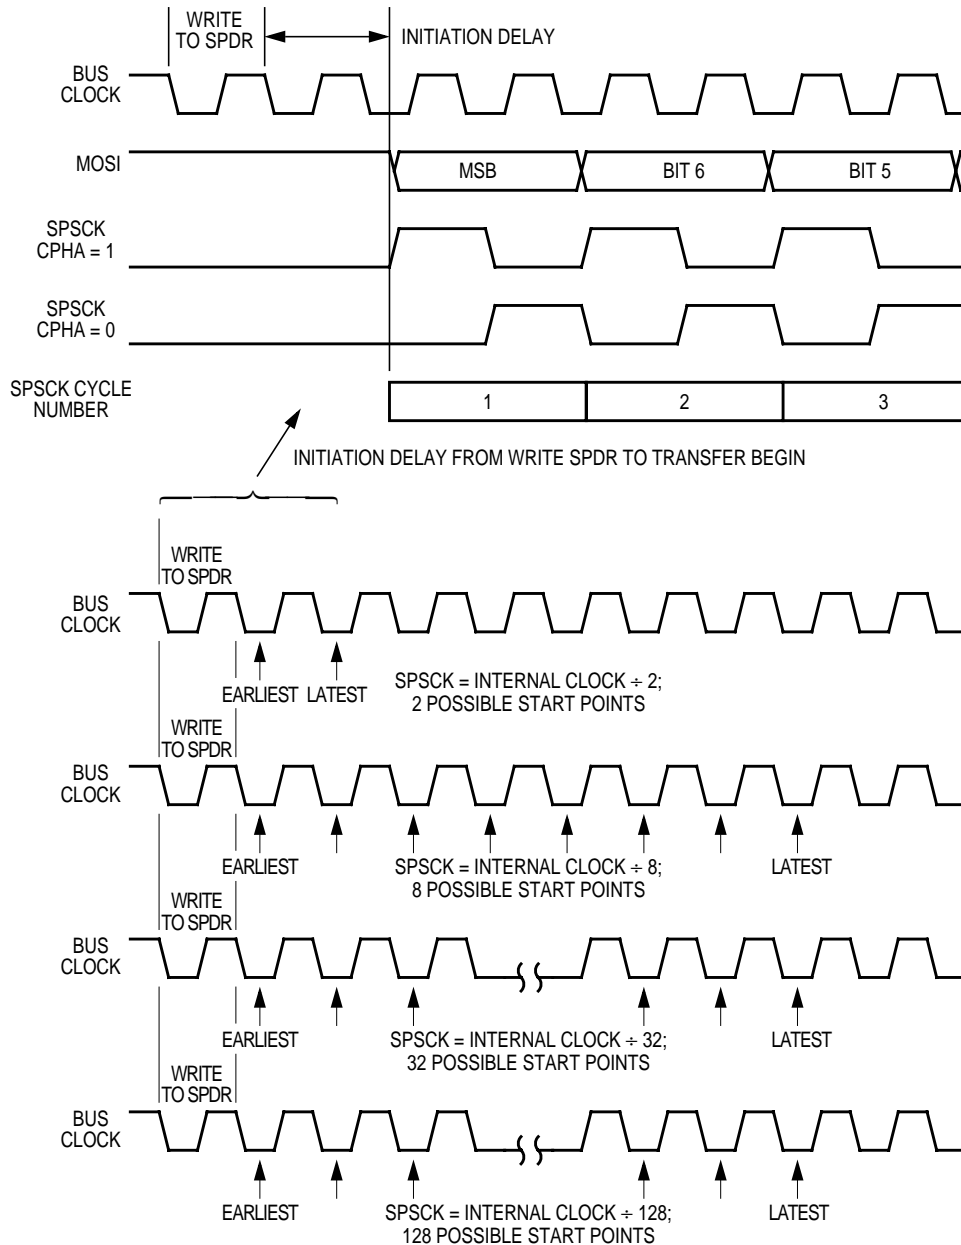 WRITE
TO SPDR
INITIATION DELAY
BUS
CLOCK
MOSI
MSB
BIT 6
BIT 5
SPSCK
CPHA = 1
SPSCK
CPHA = 0
SPSCK CYCLE
NUMBER
1
2
3
INITIATION DELAY FROM WRITE SPDR TO TRANSFER BEGIN
WRITE
TO SPDR
BUS
CLOCK
EARLIEST
LATEST
SPSCK = INTERNAL CLOCK ÷ 2;
2 POSSIBLE START POINTS
WRITE
TO SPDR
BUS
CLOCK
EARLIEST
SPSCK = INTERNAL CLOCK ÷ 8;
8 POSSIBLE START POINTS
LATEST
WRITE
TO SPDR
BUS
CLOCK
EARLIEST
SPSCK = INTERNAL CLOCK ÷ 32;
32 POSSIBLE START POINTS
LATEST
WRITE
TO SPDR
BUS
CLOCK
EARLIEST
SPSCK = INTERNAL CLOCK ÷ 128;
128 POSSIBLE START POINTS
LATEST